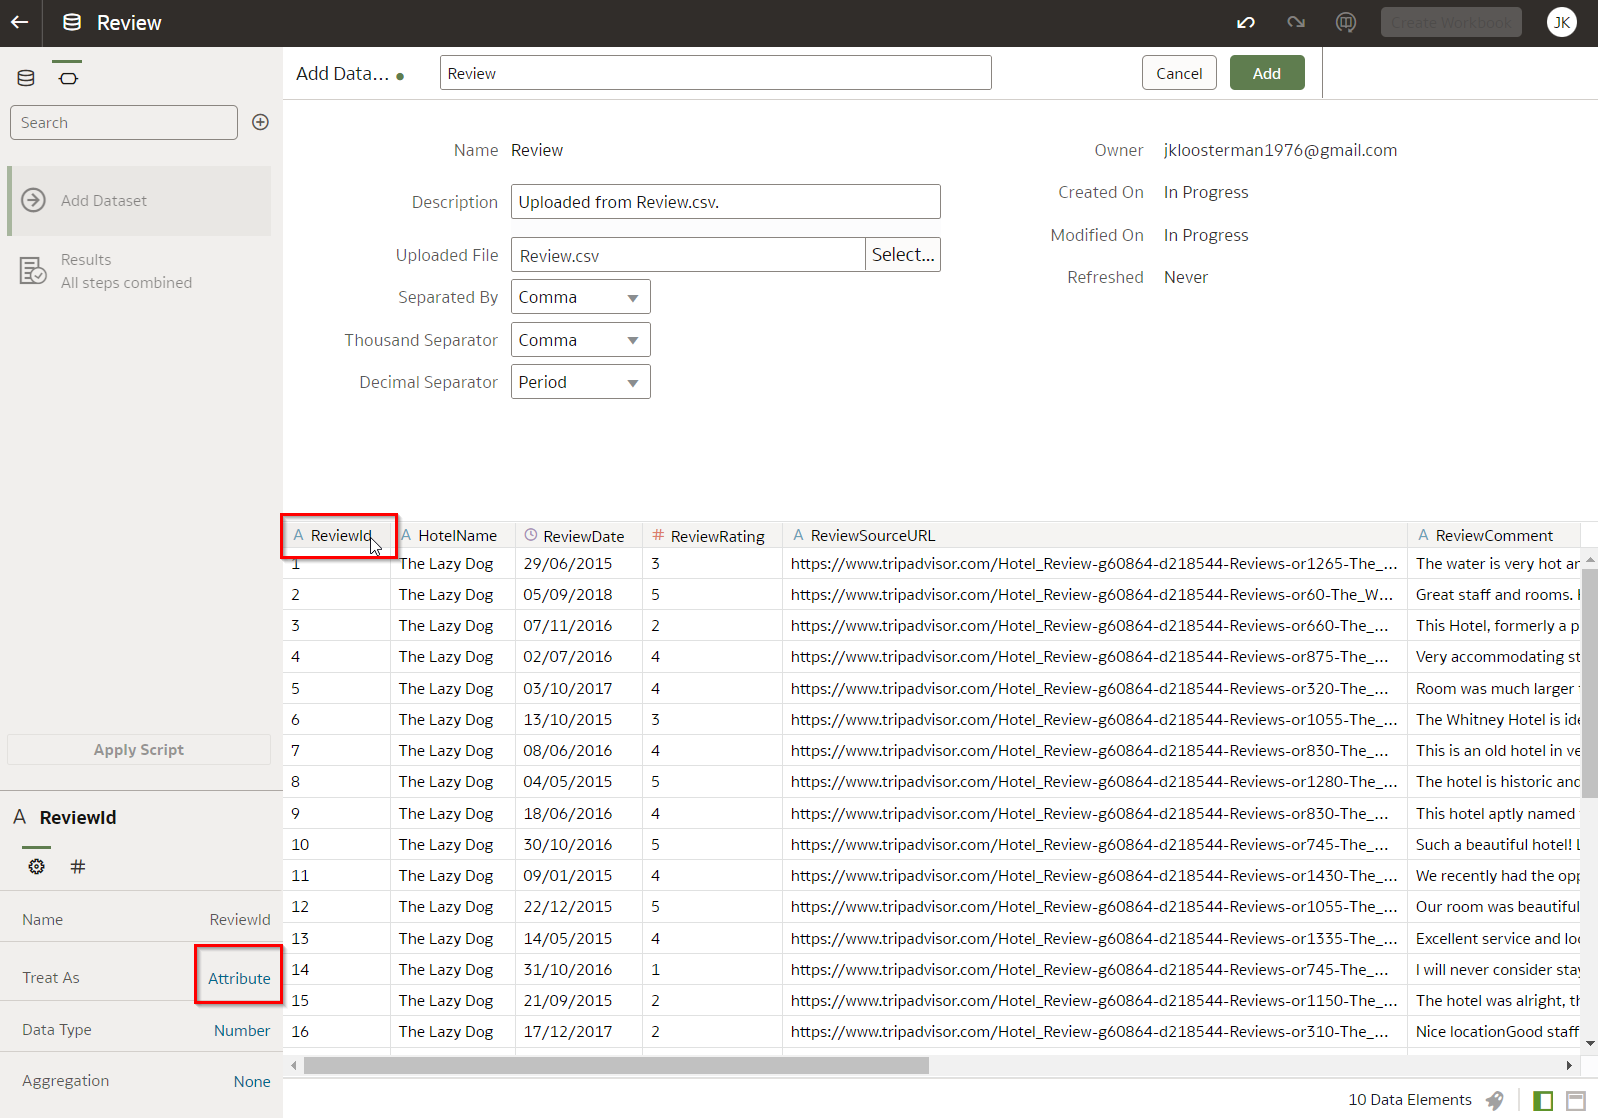 Review
Create Workbook
JK
Add Data...
Review
Cancel
Add
Search
Add Dataset
Results
All steps combined
Name Review
Description Uploaded from Review.csv.
Uploaded File Review.csv Select...
Separated By Comma
Thousand Separator Comma
Decimal Separator Period
Owner jkloosterman1976@gmail.com
Created On In Progress
Modified On In Progress
Refreshed Never
A ReviewId A HotelName ReviewDate # ReviewRating A ReviewSourceURL A ReviewComment
1 The Lazy Dog 29/06/2015 3 https://www.tripadvisor.com/Hotel_Review-g60864-d218544-Reviews-or1265-The_... The water is very hot ar
2 The Lazy Dog 05/09/2018 5 https://www.tripadvisor.com/Hotel_Review-g60864-d218544-Reviews-or60-The_W... Great staff and rooms.
3 The Lazy Dog 07/11/2016 2 https://www.tripadvisor.com/Hotel_Review-g60864-d218544-Reviews-or660-The_... This Hotel, formerly a p
4 The Lazy Dog 02/07/2016 4 https://www.tripadvisor.com/Hotel_Review-g60864-d218544-Reviews-or875-The_... Very accommodating st
5 The Lazy Dog 03/10/2017 4 https://www.tripadvisor.com/Hotel_Review-g60864-d218544-Reviews-or320-The_... Room was much larger
6 The Lazy Dog 13/10/2015 3 https://www.tripadvisor.com/Hotel_Review-g60864-d218544-Reviews-or1055-The_... The Whitney Hotel is ide
7 The Lazy Dog 08/06/2016 4 https://www.tripadvisor.com/Hotel_Review-g60864-d218544-Reviews-or830-The_... This is an old hotel in ve
8 The Lazy Dog 04/05/2015 5 https://www.tripadvisor.com/Hotel_Review-g60864-d218544-Reviews-or1280-The_... The hotel is historic and
9 The Lazy Dog 18/06/2016 4 https://www.tripadvisor.com/Hotel_Review-g60864-d218544-Reviews-or830-The_... This hotel aptly named
10 The Lazy Dog 30/10/2016 5 https://www.tripadvisor.com/Hotel_Review-g60864-d218544-Reviews-or745-The_... Such a beautiful hotel!
11 The Lazy Dog 09/01/2015 4 https://www.tripadvisor.com/Hotel_Review-g60864-d218544-Reviews-or1430-The_... We recently had the opp
12 The Lazy Dog 22/12/2015 5 https://www.tripadvisor.com/Hotel_Review-g60864-d218544-Reviews-or1055-The_... Our room was beautiful
13 The Lazy Dog 14/05/2015 4 https://www.tripadvisor.com/Hotel_Review-g60864-d218544-Reviews-or1335-The_... Excellent service and loc
14 The Lazy Dog 31/10/2016 1 https://www.tripadvisor.com/Hotel_Review-g60864-d218544-Reviews-or745-The_... I will never consider stay
15 The Lazy Dog 21/09/2015 2 https://www.tripadvisor.com/Hotel_Review-g60864-d218544-Reviews-or1150-The_... The hotel was alright, th
16 The Lazy Dog 17/12/2017 2 https://www.tripadvisor.com/Hotel_Review-g60864-d218544-Reviews-or310-The_... Nice locationGood staff
Apply Script
A ReviewId
#
Name ReviewId
Treat As Attribute
Data Type Number
Aggregation None
10 Data Elements